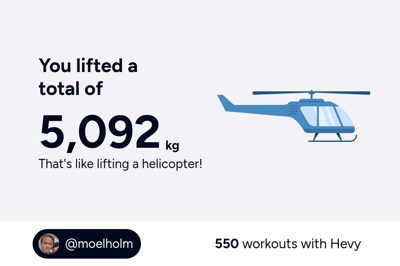 You lifted a
total of
5,092 kg
That's like lifting a helicopter!
@moelholm
550 workouts with Hevy